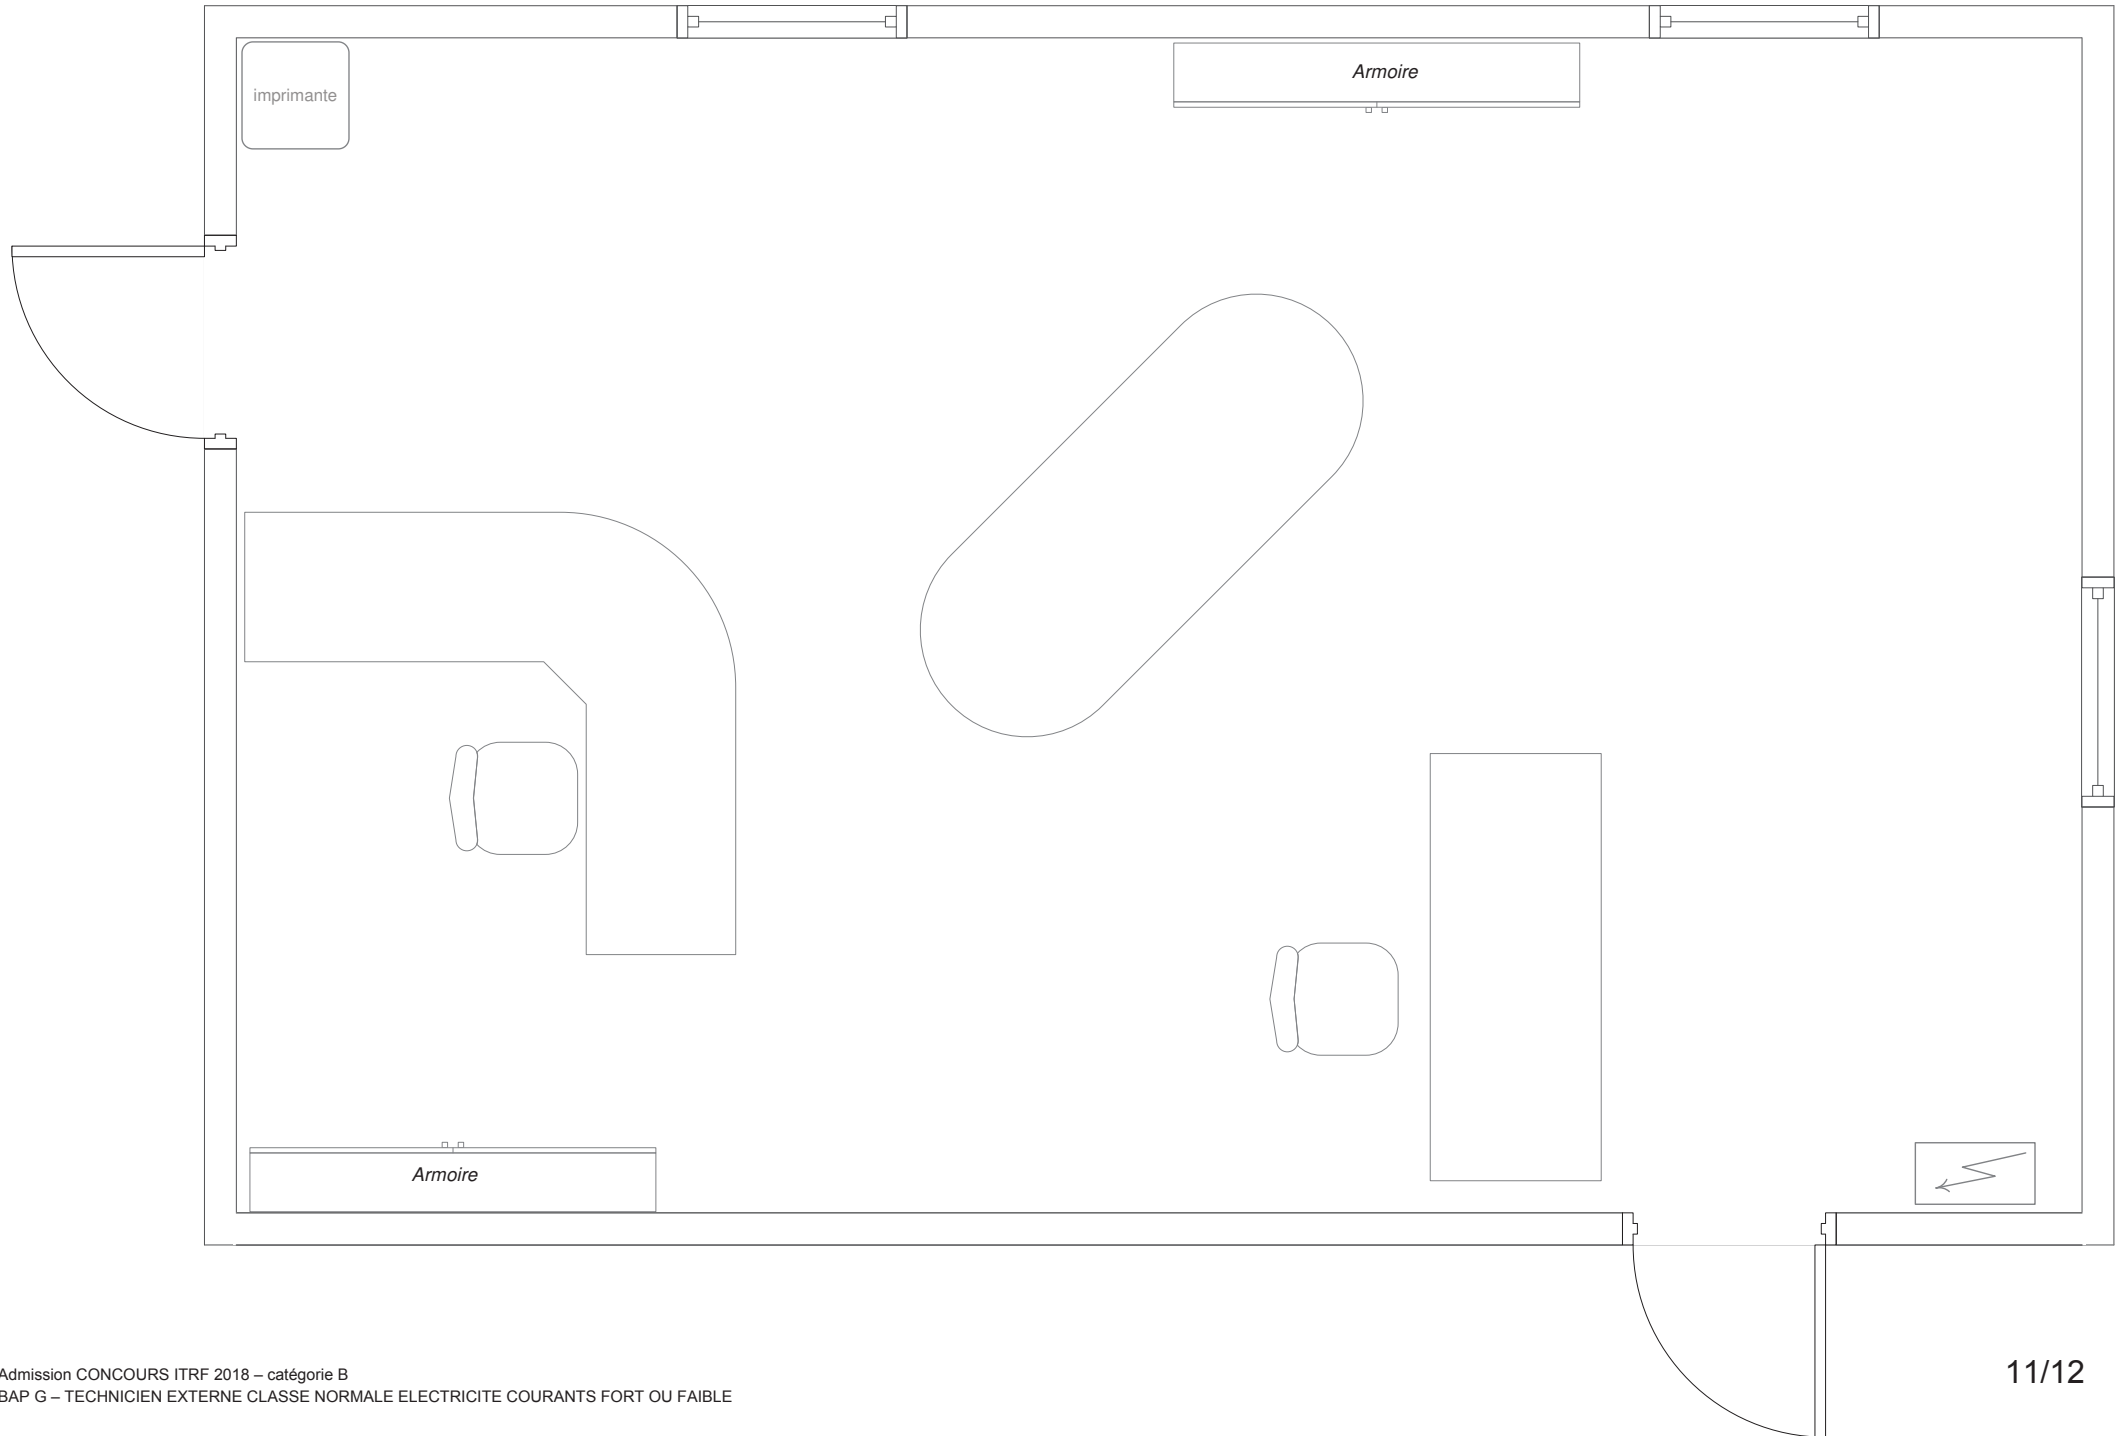 imprimante
Armoire
Armoire
Admission CONCOURS ITRF 2018 – catégorie B
BAP G – TECHNICIEN EXTERNE CLASSE NORMALE ELECTRICITE COURANTS FORT OU FAIBLE
11/12